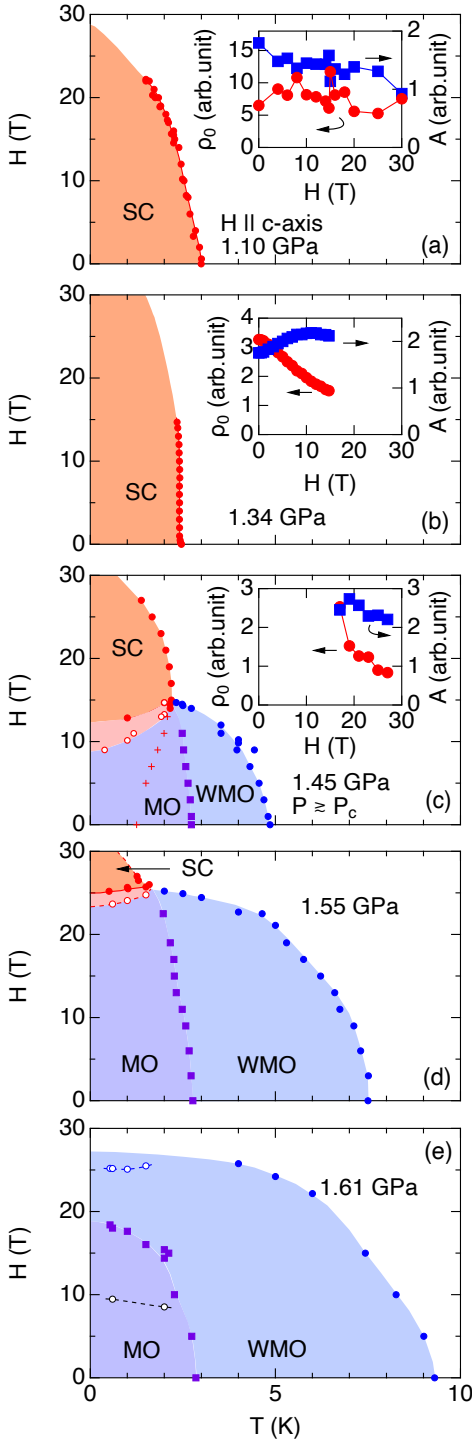 30
20
10
0
H (T)
SC
H || c-axis
1.10 GPa
(a)
15
10
5
0
ρ0 (arb.unit)
2
1
0
A (arb.unit)
0 10 20 30
H (T)
30
20
10
0
H (T)
SC
1.34 GPa
(b)
4
3
2
1
0
ρ0 (arb.unit)
2
1
0
A (arb.unit)
0 10 20 30
H (T)
30
20
10
0
H (T)
SC
MO
WMO
1.45 GPa
P ≳ Pc
(c)
3
2
1
0
ρ0 (arb.unit)
3
2
1
0
A (arb.unit)
0 10 20 30
H (T)
30
20
10
0
H (T)
SC
1.55 GPa
MO
WMO
(d)
30
20
10
0
H (T)
(e)
1.61 GPa
MO
WMO
0 5 10
T (K)